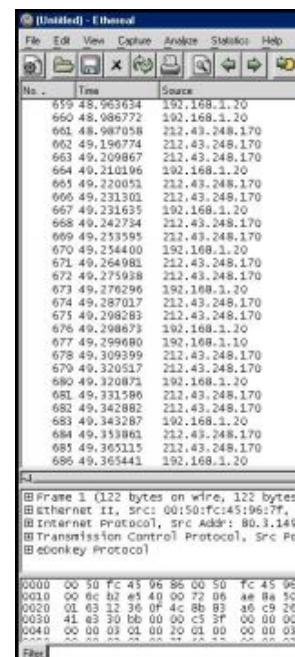 (Untitled) - Ethereal
File Edit View Capture Analyze Statistics Help
No. . Time Source
659 48.963634 192.168.1.20
660 48.986772 192.168.1.20
661 48.987058 212.43.248.170
662 49.196774 212.43.248.170
663 49.209867 212.43.248.170
664 49.210196 192.168.1.20
665 49.220051 212.43.248.170
666 49.231301 212.43.248.170
667 49.231635 192.168.1.20
668 49.242734 212.43.248.170
669 49.253595 212.43.248.170
670 49.254400 192.168.1.20
671 49.264981 212.43.248.170
672 49.275938 212.43.248.170
673 49.276296 192.168.1.20
674 49.287017 212.43.248.170
675 49.298283 212.43.248.170
676 49.298673 192.168.1.20
677 49.299680 192.168.1.10
678 49.309399 212.43.248.170
679 49.320517 212.43.248.170
680 49.320871 192.168.1.20
681 49.331586 212.43.248.170
682 49.342882 212.43.248.170
683 49.343287 192.168.1.20
684 49.353861 212.43.248.170
685 49.365115 212.43.248.170
686 49.365441 192.168.1.20
Frame 1 (122 bytes on wire, 122 bytes
Ethernet II, Src: 00:50:fc:45:96:7f,
Internet Protocol, Src Addr: 80.3.149
Transmission Control Protocol, Src Po
eDonkey Protocol
0000 00 50 fc 45 96 86 00 50 fc 45 96
0010 00 6c b2 e5 40 00 72 06 ae 8a 50
0020 01 63 12 36 0f 4c 8b 83 a6 c9 26
0030 41 e3 30 bb 00 00 c5 3f 00 00 00
0040 00 00 03 01 00 20 01 00 00 00 03
Filter